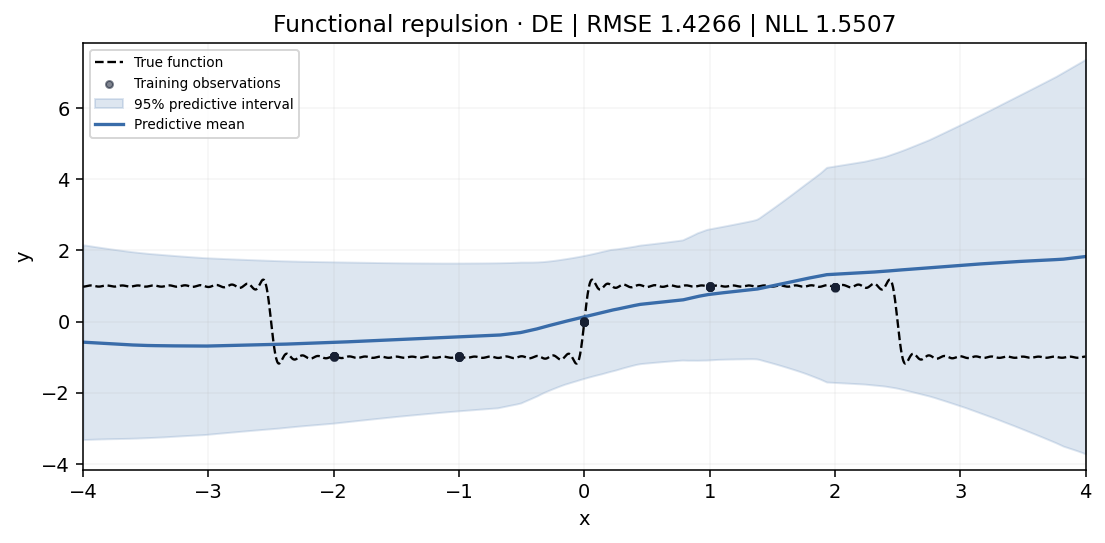 Functional repulsion · DE | RMSE 1.4266 | NLL 1.5507
True function
Training observations
95% predictive interval
Predictive mean
y
6
4
2
0
−2
−4
−4
−3
−2
−1
0
1
2
3
4
x